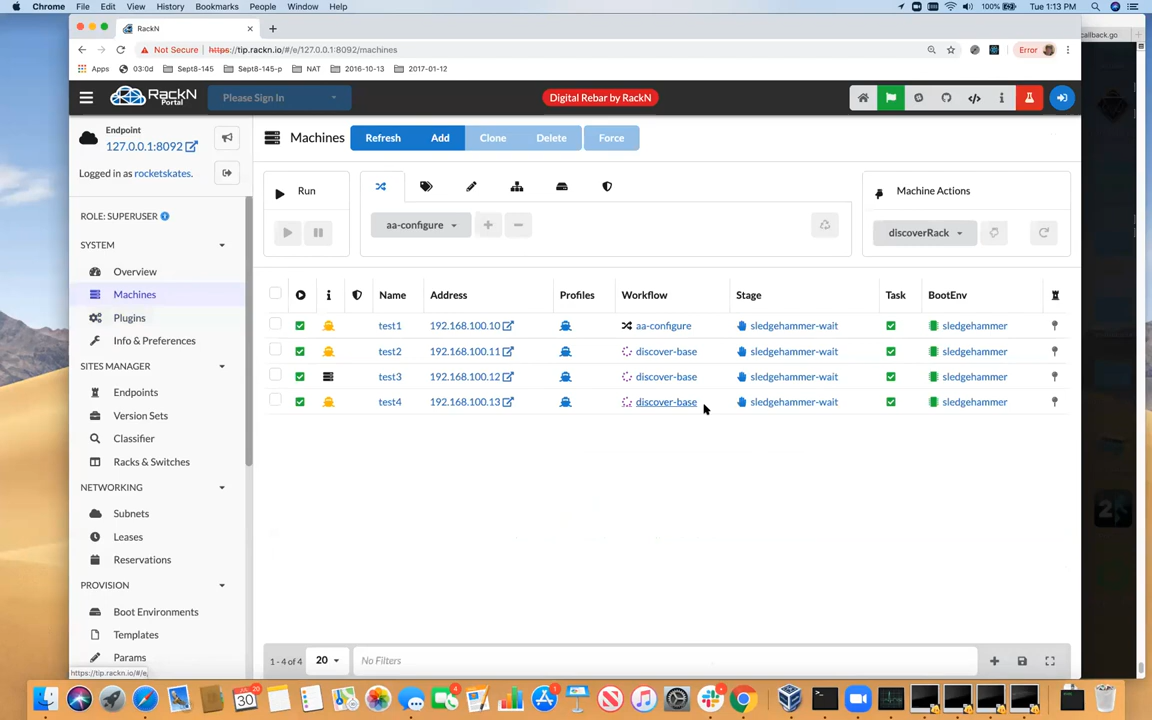 Chrome File Edit View History Bookmarks People Window Help 100% Tue 1:13 PM
RackN
callback.go
Not Secure https://tip.rackn.io/#/e/127.0.0.1:8092/machines Error
Apps 03:0d Sept8-145 Sept8-145-p NAT 2016-10-13 2017-01-12
RackN Portal Please Sign In Digital Rebar by RackN
Endpoint
127.0.0.1:8092
Logged in as rocketskates.
Machines Refresh Add Clone Delete Force
Run
Machine Actions
ROLE: SUPERUSER
aa-configure
discoverRack
SYSTEM
Overview
Machines
Plugins
Info & Preferences
SITES MANAGER
Endpoints
Version Sets
Classifier
Racks & Switches
NETWORKING
Subnets
Leases
Reservations
PROVISION
Boot Environments
Templates
Params
Name Address Profiles Workflow Stage Task BootEnv
test1 192.168.100.10 aa-configure sledgehammer-wait sledgehammer
test2 192.168.100.11 discover-base sledgehammer-wait sledgehammer
test3 192.168.100.12 discover-base sledgehammer-wait sledgehammer
test4 192.168.100.13 discover-base sledgehammer-wait sledgehammer
1 - 4 of 4 20 No Filters
https://tip.rackn.io/#/e